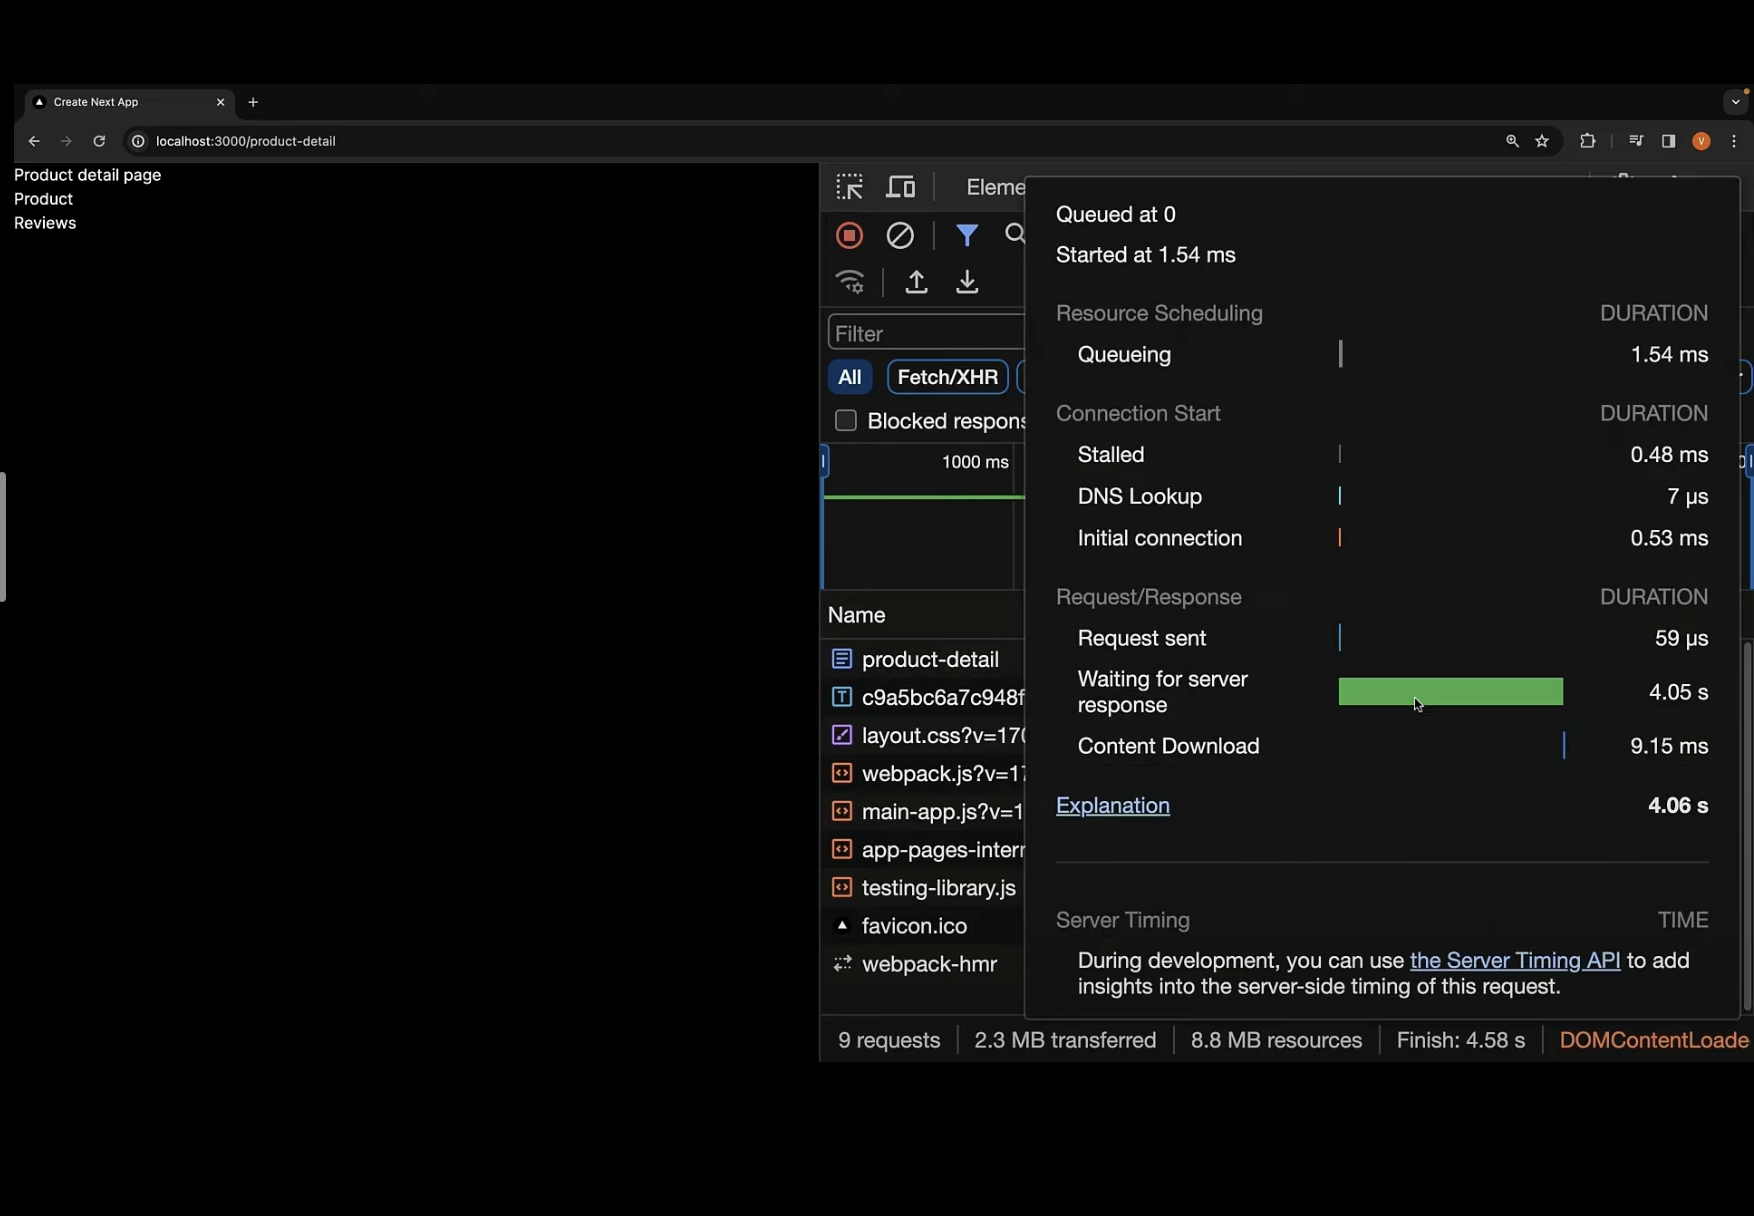 Create Next App
localhost:3000/product-detail
V
Product detail page
Product
Reviews
Eleme
Filter
All Fetch/XHR
Blocked respons
1000 ms
Name
product-detail
c9a5bc6a7c948f
layout.css?v=170
webpack.js?v=17
main-app.js?v=1
app-pages-intern
testing-library.js
favicon.ico
webpack-hmr
Queued at 0
Started at 1.54 ms
Resource Scheduling DURATION
Queueing 1.54 ms
Connection Start DURATION
Stalled 0.48 ms
DNS Lookup 7 μs
Initial connection 0.53 ms
Request/Response DURATION
Request sent 59 μs
Waiting for server
response 4.05 s
Content Download 9.15 ms
Explanation 4.06 s
Server Timing TIME
During development, you can use the Server Timing API to add
insights into the server-side timing of this request.
9 requests 2.3 MB transferred 8.8 MB resources Finish: 4.58 s DOMContentLoade